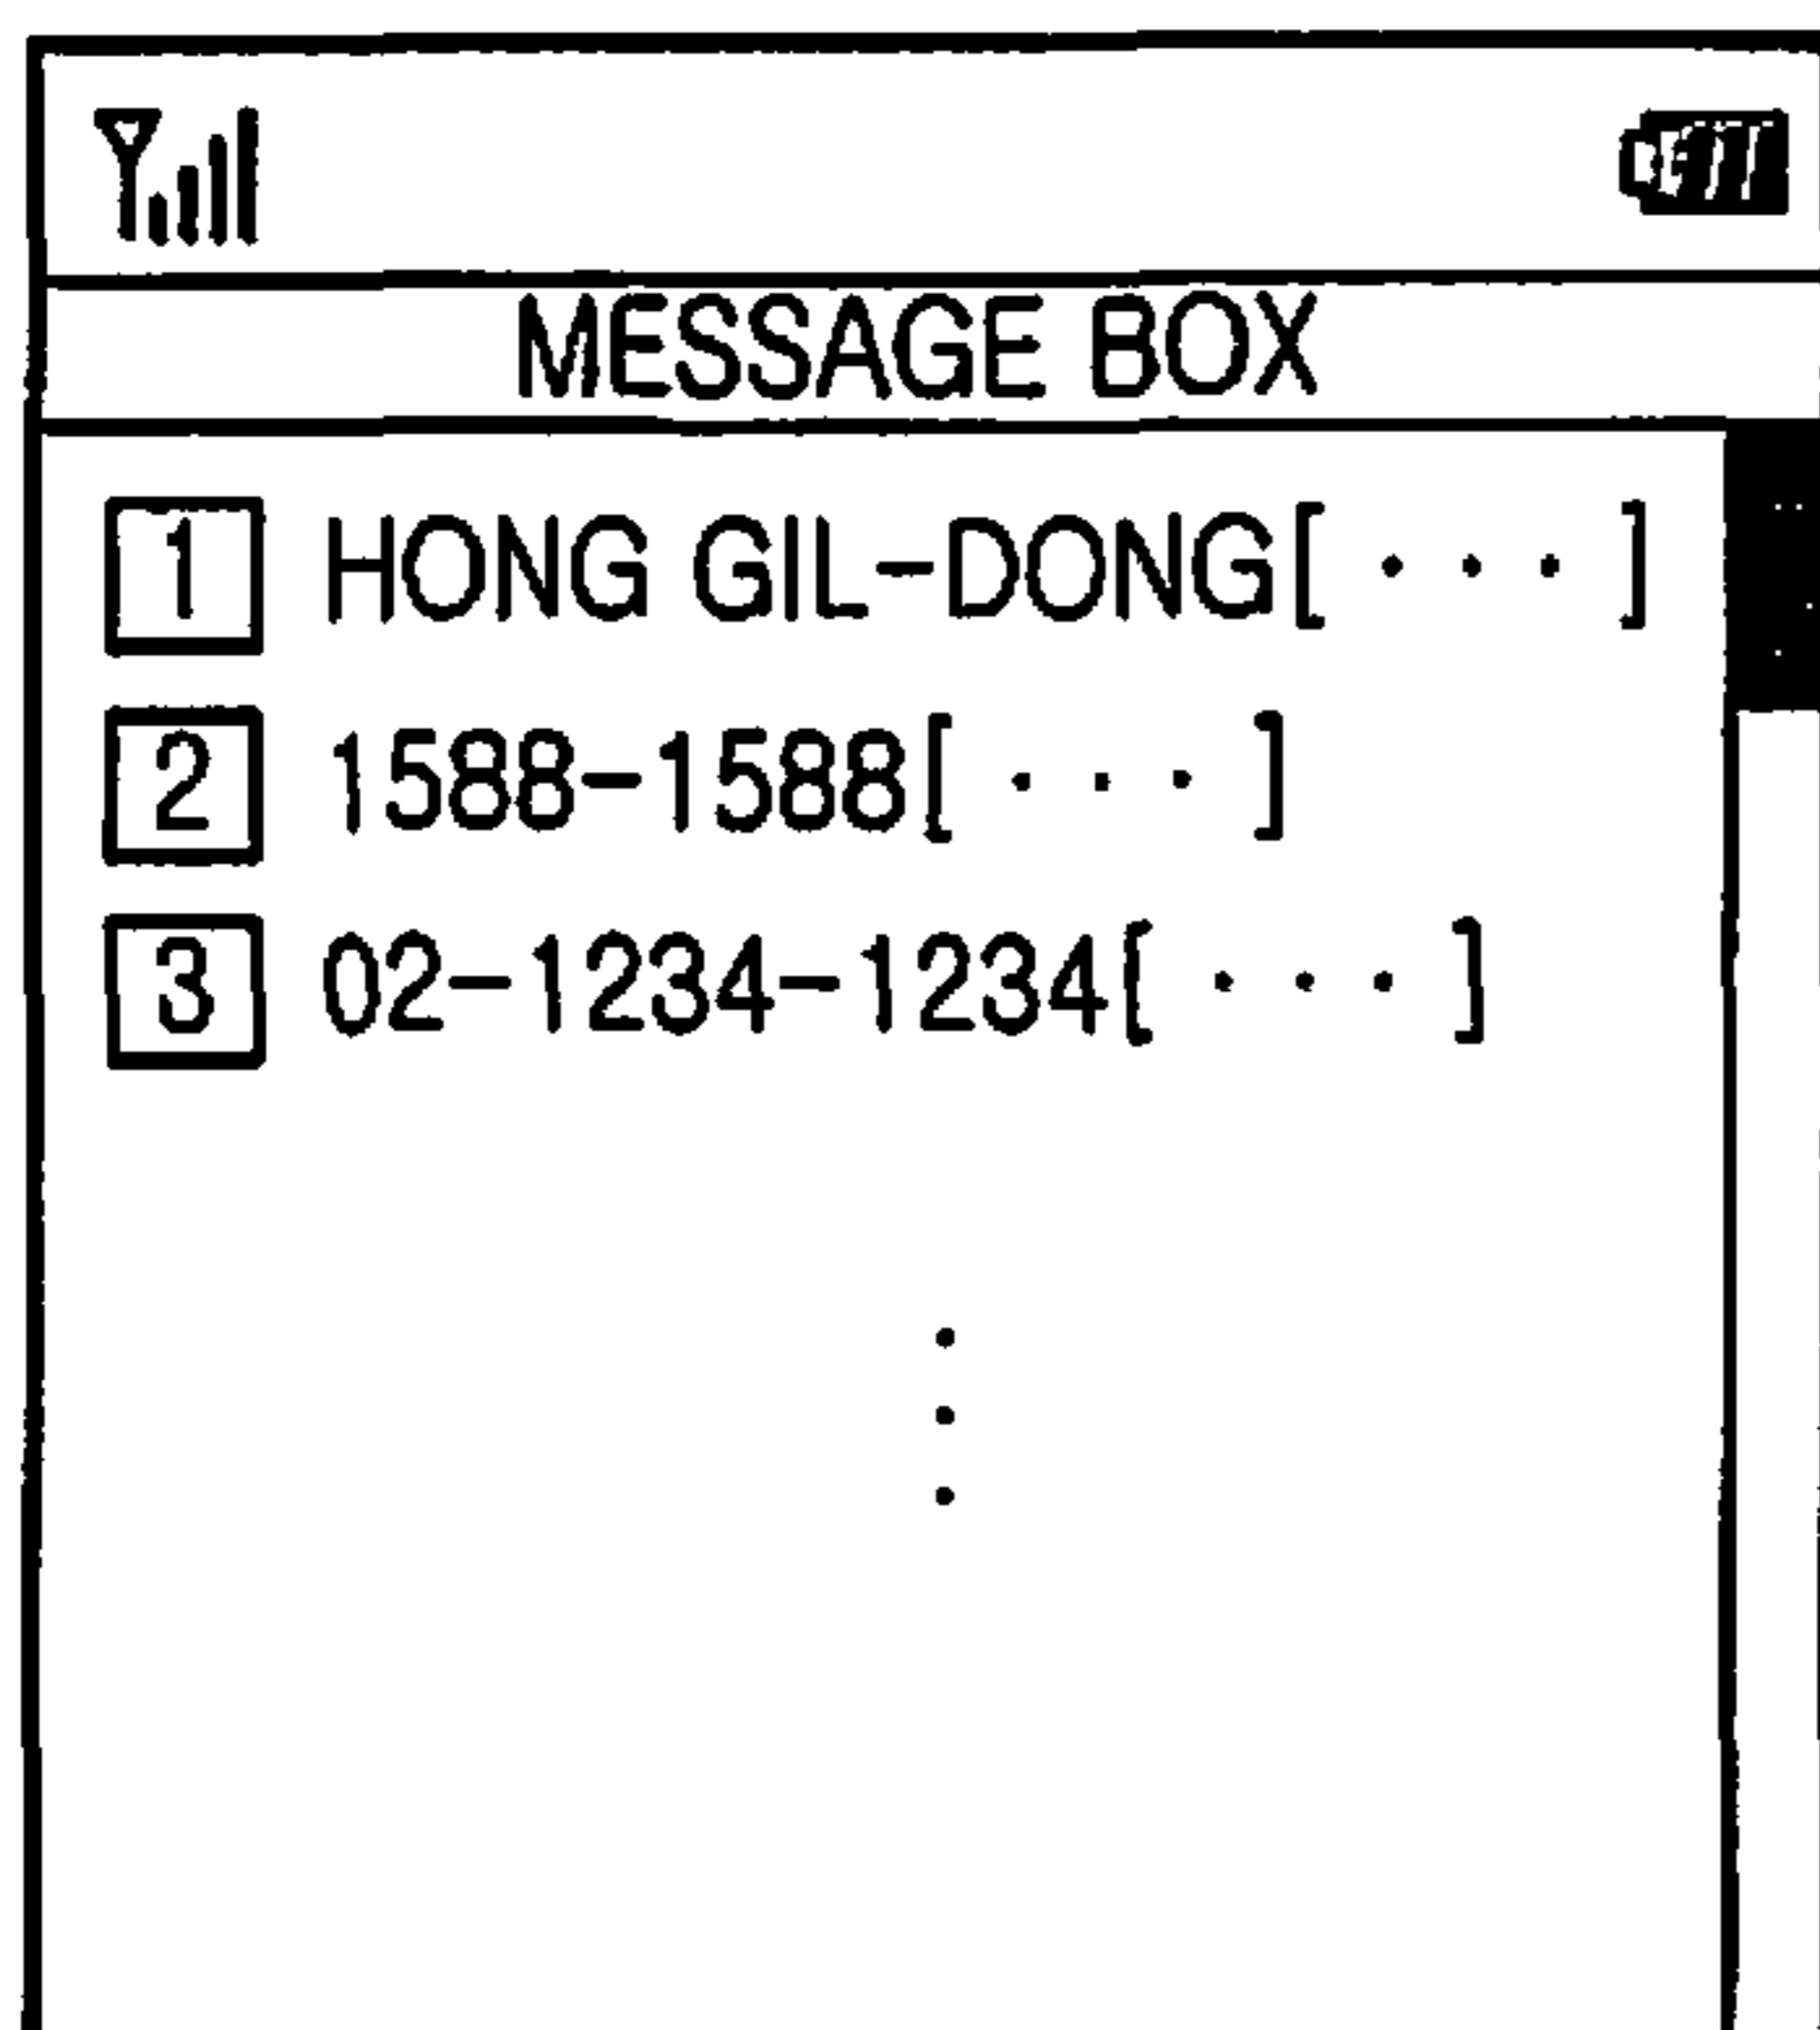 MESSAGE BOX
1 HONG GIL-DONG[ · · · ]
2 1588-1588[ · · · ]
3 02-1234-1234[ · · · ]